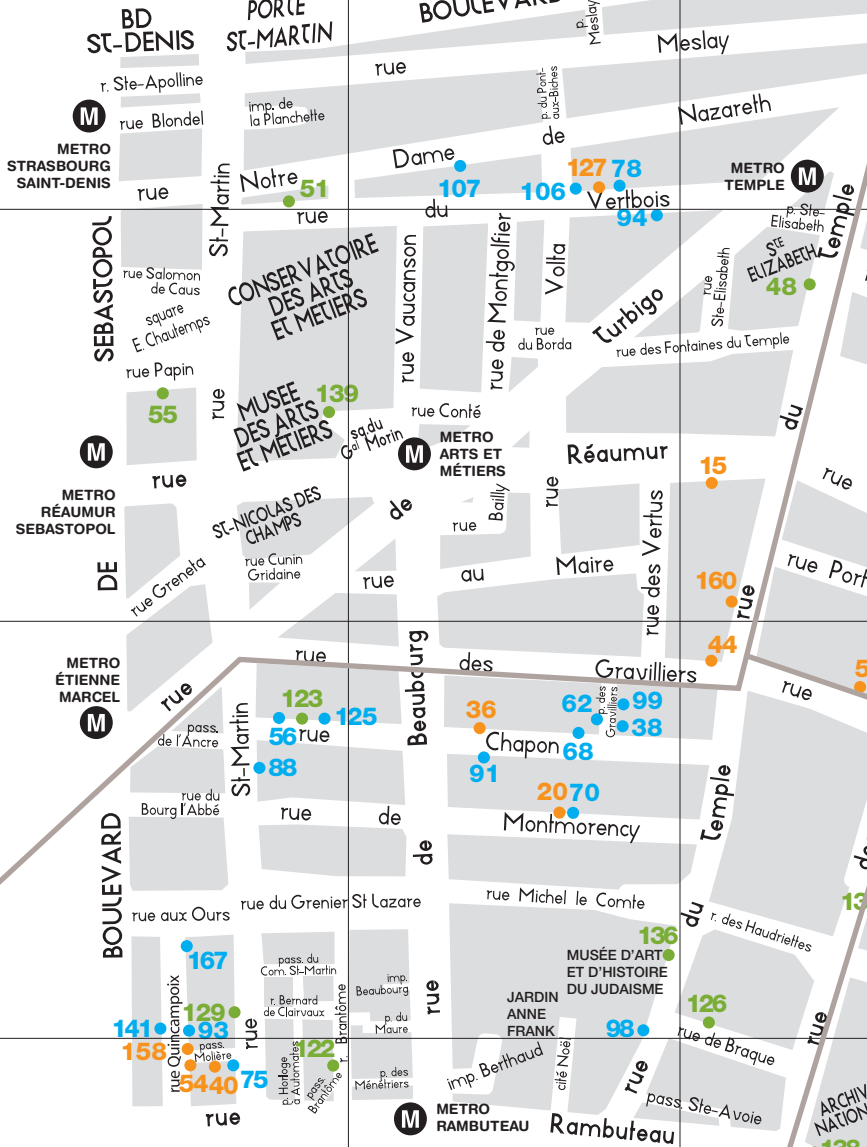 BD
ST-DENIS
PORTE
ST-MARTIN
BOULEVARD
p.
Meslay
rue
Meslay
r. Ste-Apolline
M
rue Blondel
imp. de
la Planchette
p. du Pont-
aux-Biches
Nazareth
de
METRO
STRASBOURG
SAINT-DENIS
rue
St-Martin
Notre
51
Dame
107
106
127
78
METRO
TEMPLE
M
rue
du
Vertbois
94
p. Ste-
Elisabeth
Temple
SEBASTOPOL
CONSERVATOIRE
DES ARTS
ET METIERS
rue Vaucanson
rue de Montgolfier
Volta
Turbigo
rue
Ste-Elisabeth
STE
ELIZABETH
48
rue Salomon
de Caus
square
E. Chautemps
rue
du Borda
rue des Fontaines du Temple
rue Papin
55
rue
MUSEE
DES ARTS
ET METIERS
139
sq.du
Gal Morin
rue Conté
du
M
M
METRO
ARTS ET
MÉTIERS
Réaumur
15
rue
rue
METRO
RÉAUMUR
SEBASTOPOL
ST-NICOLAS DES
CHAMPS
de
rue
Bailly
rue
rue des Vertus
DE
rue Greneta
rue Cunin
Gridaine
rue
au
Maire
160
rue
rue Port
METRO
ÉTIENNE
MARCEL
M
rue
rue
Beaubourg
des
Gravilliers
44
5
rue
pass.
de l'Ancre
St-Martin
123
56
rue
125
88
36
Chapon
91
62
68
p. des
Gravilliers
99
38
20
70
rue du
Bourg l'Abbé
rue
de
Montmorency
Temple
BOULEVARD
de
de
rue aux Ours
rue du Grenier St Lazare
rue Michel le Comte
du
r. des Haudriettes
13
167
pass. du
Com. St-Martin
imp.
Beaubourg
rue
136
MUSÉE D'ART
ET D'HISTOIRE
DU JUDAISME
JARDIN
ANNE
FRANK
rue Quincampoix
129
141
93
rue
r. Bernard
de Clairvaux
r. Brantôme
p. du
Maure
98
126
rue de Braque
rue
158
pass.
Molière
54
40
75
p. Horloge
à Automates
122
pass.
Brantôme
p. des
Ménétriers
imp. Berthaud
cité Noël
rue
pass. Ste-Avoie
rue
M
METRO
RAMBUTEAU
Rambuteau
ARCHIV
NATION
128